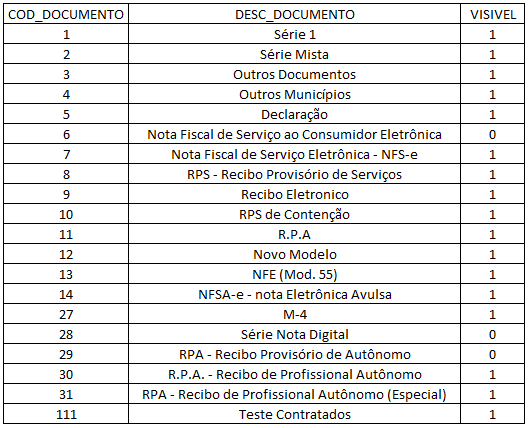 COD_DOCUMENTO DESC_DOCUMENTO VISIVEL
1 Série 1 1
2 Série Mista 1
3 Outros Documentos 1
4 Outros Municípios 1
5 Declaração 1
6 Nota Fiscal de Serviço ao Consumidor Eletrônica 0
7 Nota Fiscal de Serviço Eletrônica - NFS-e 1
8 RPS - Recibo Provisório de Serviços 1
9 Recibo Eletronico 1
10 RPS de Contenção 1
11 R.P.A 1
12 Novo Modelo 1
13 NFE (Mod. 55) 1
14 NFSA-e - nota Eletrônica Avulsa 1
27 M-4 1
28 Série Nota Digital 0
29 RPA - Recibo Provisório de Autônomo 0
30 R.P.A. - Recibo de Profissional Autônomo 1
31 RPA - Recibo de Profissional Autônomo (Especial) 1
111 Teste Contratados 1